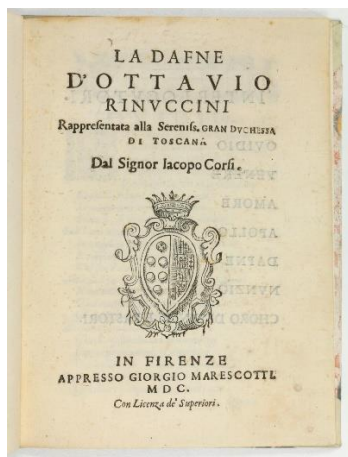 LA DAFNE
D'OTTAVIO
RINVCCINI
Rappresentata alla Sereniss. GRAN DVCHESSA
DI TOSCANA
Dal Signor Iacopo Corsi.
IN FIRENZE
APPRESSO GIORGIO MARESCOTTI.
MDC.
Con Licenza de' Superiori.